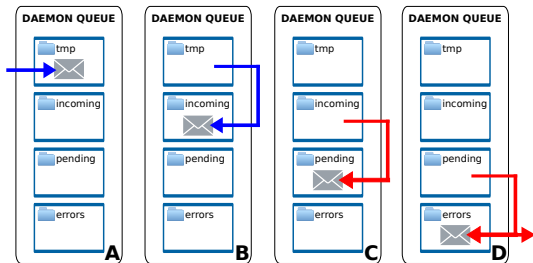 DAEMON QUEUE
tmp
incoming
pending
errors
A
DAEMON QUEUE
tmp
incoming
pending
errors
B
DAEMON QUEUE
tmp
incoming
pending
errors
C
DAEMON QUEUE
tmp
incoming
pending
errors
D